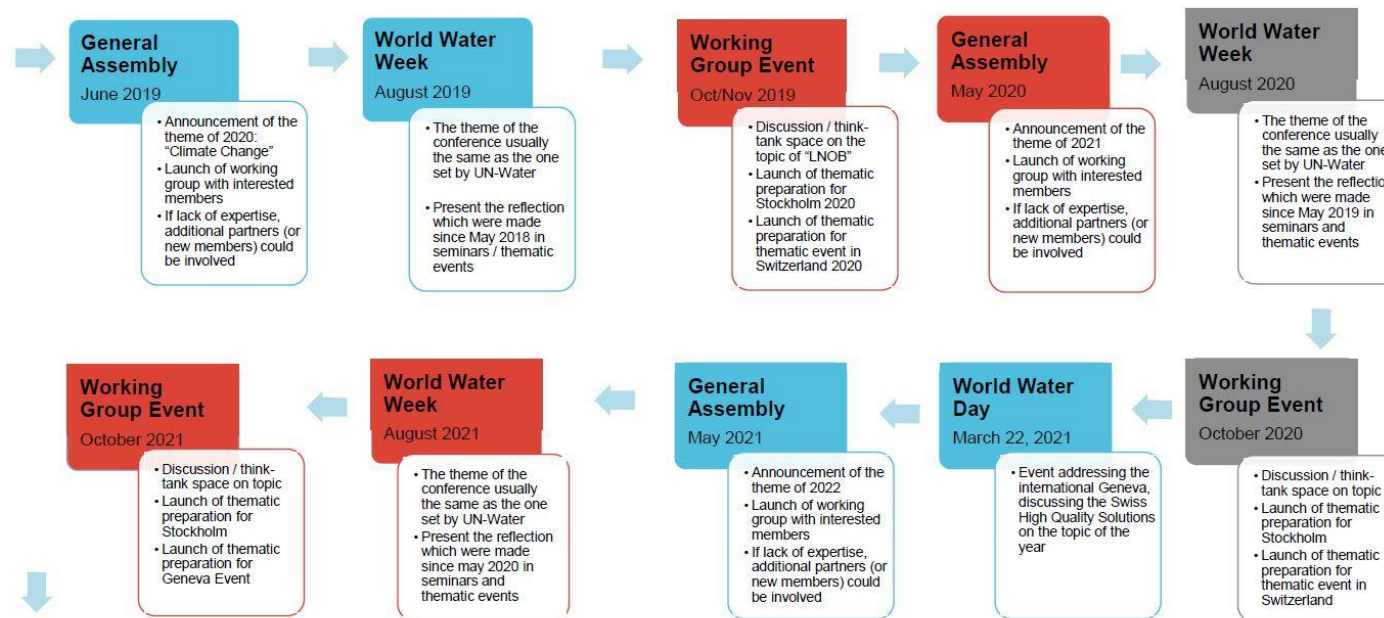 General
Assembly
June 2019
• Announcement of the
theme of 2020:
“Climate Change”
• Launch of working
group with interested
members
• If lack of expertise,
additional partners (or
new members) could
be involved
World Water
Week
August 2019
• The theme of the
conference usually
the same as the one
set by UN-Water
• Present the reflection
which were made
since May 2018 in
seminars / thematic
events
Working
Group Event
Oct/Nov 2019
• Discussion / think-
tank space on the
topic of “LNOB”
• Launch of thematic
preparation for
Stockholm 2020
• Launch of thematic
preparation for
thematic event in
Switzerland 2020
General
Assembly
May 2020
• Announcement of the
theme of 2021
• Launch of working
group with interested
members
• If lack of expertise,
additional partners (or
new members) could
be involved
World Water
Week
August 2020
• The theme of the
conference usually
same as the one
set by UN-Water
• Present the
which were made
since May 2019 in
seminars and
thematic events
Working
Group Event
October 2020
• Discussion / think-
tank space on topic
• Launch of thematic
preparation for
Stockholm
• Launch of thematic
preparation for
thematic event in
Switzerland
World Water
Day
March 22, 2021
• Event addressing the
international Geneva,
discussing the Swiss
High Quality Solutions
on the topic of the
year
General
Assembly
May 2021
• Announcement of the
theme of 2022
• Launch of working
group with interested
members
• If lack of expertise,
additional partners (or
new members) could
be involved
World Water
Week
August 2021
• The theme of the
conference usually
the same as the one
set by UN-Water
• Present the reflection
which were made
since may 2020 in
seminars and
thematic events
Working
Group Event
October 2021
• Discussion / think-
tank space on topic
• Launch of thematic
preparation for
Stockholm
• Launch of thematic
preparation for
Geneva Event